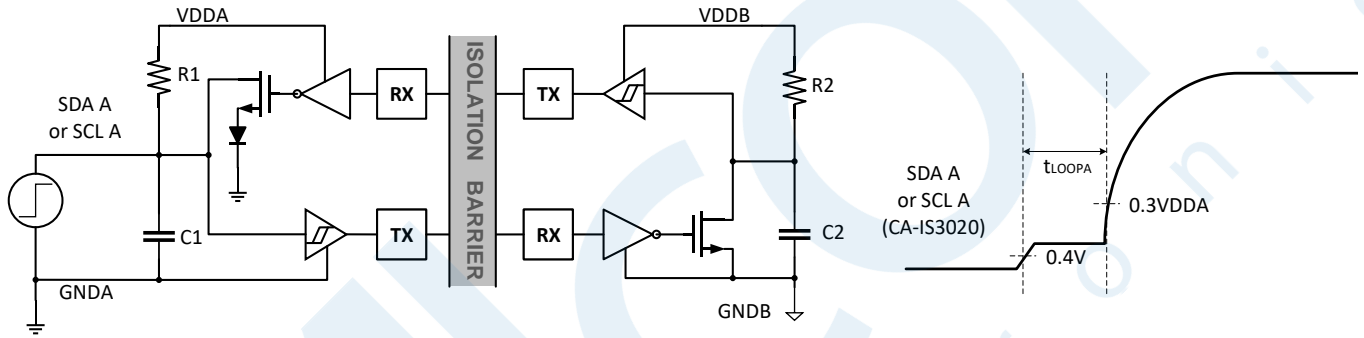 VDDA
VDDB
R1
RX
ISOLATION BARRIER
TX
R2
SDA A
or SCL A
tLOOPA
SDA A
or SCL A
(CA-IS3020)
0.3VDDA
0.4V
C1
TX
RX
C2
GNDA
GNDB
n
i
o